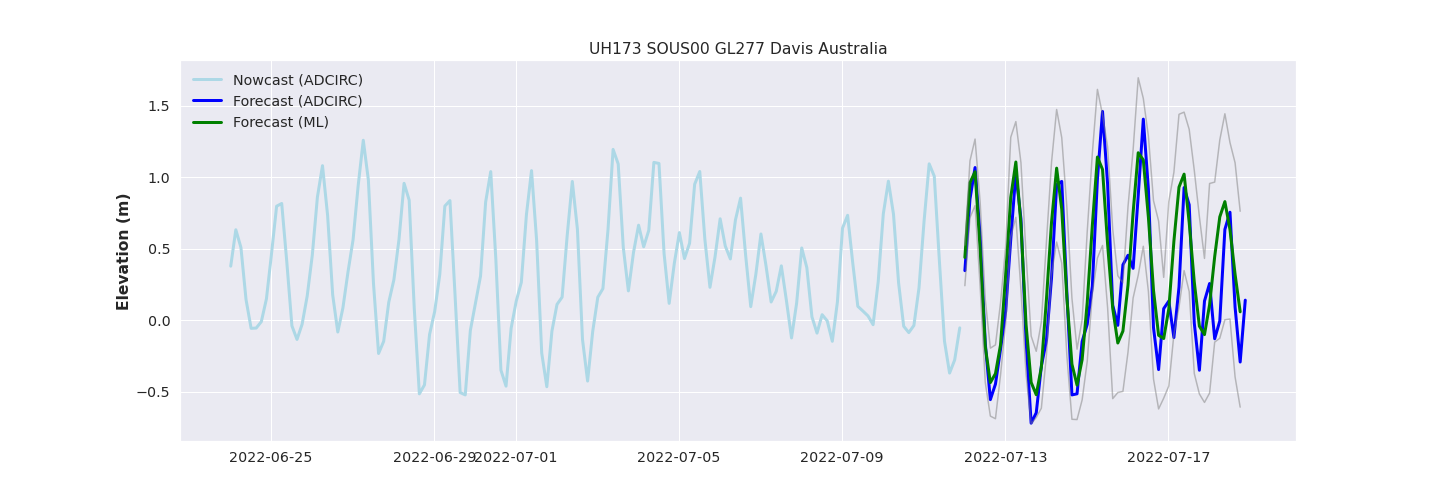 UH173 SOUS00 GL277 Davis Australia
Nowcast (ADCIRC)
Forecast (ADCIRC)
Forecast (ML)
Elevation (m)
1.5
1.0
0.5
0.0
−0.5
2022-06-25 2022-06-29 2022-07-01 2022-07-05 2022-07-09 2022-07-13 2022-07-17